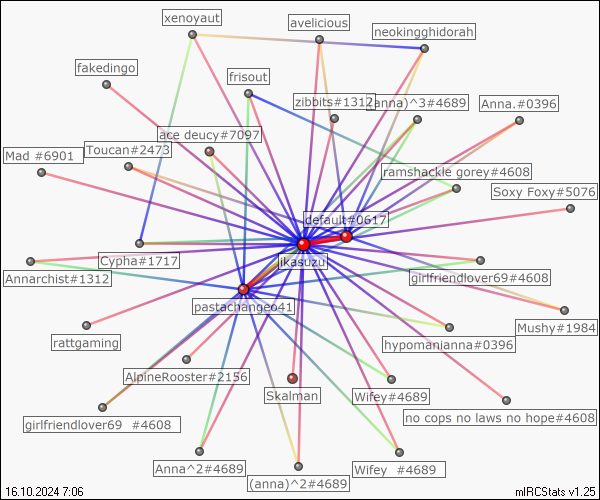 xenoyaut
avelicious
neokingghidorah
fakedingo
frisout
zibbits#1312
(anna)^3#4689
Anna.#0396
ace deucy#7097
Mad #6901
Toucan#2473
ramshackle gorey#4608
Soxy Foxy#5076
default#0617
Cypha#1717
jkasuzu
Annarchist#1312
girlfriendlover69#4608
pastachangeo41
Mushy#1984
rattgaming
hypomanianna#0396
AlpineRooster#2156
Skalman
Wifey#4689
no cops no laws no hope#4608
girlfriendlover69 #4608
Anna^2#4689
(anna)^2#4689
Wifey #4689
16.10.2024 7:06
mIRCStats v1.25